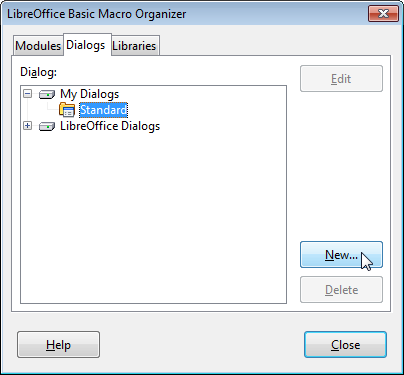 LibreOffice Basic Macro Organizer
Modules Dialogs Libraries
Dialog:
Edit
My Dialogs
Standard
LibreOffice Dialogs
New...
Delete
Help
Close